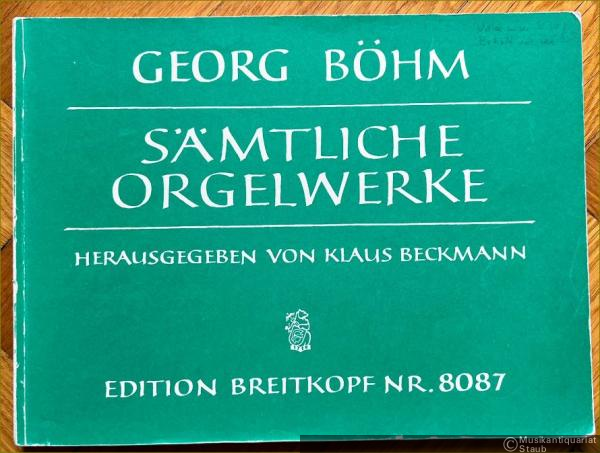 GEORG BÖHM
SÄMTLICHE
ORGELWERKE
HERAUSGEGEBEN VON KLAUS BECKMANN
EDITION BREITKOPF NR. 8087
© Musikantiquariat
Staub